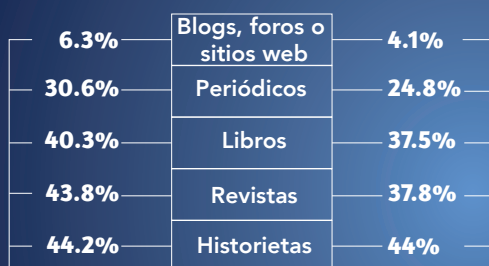 6.3% Blogs, foros o sitios web 4.1%
30.6% Periódicos 24.8%
40.3% Libros 37.5%
43.8% Revistas 37.8%
44.2% Historietas 44%